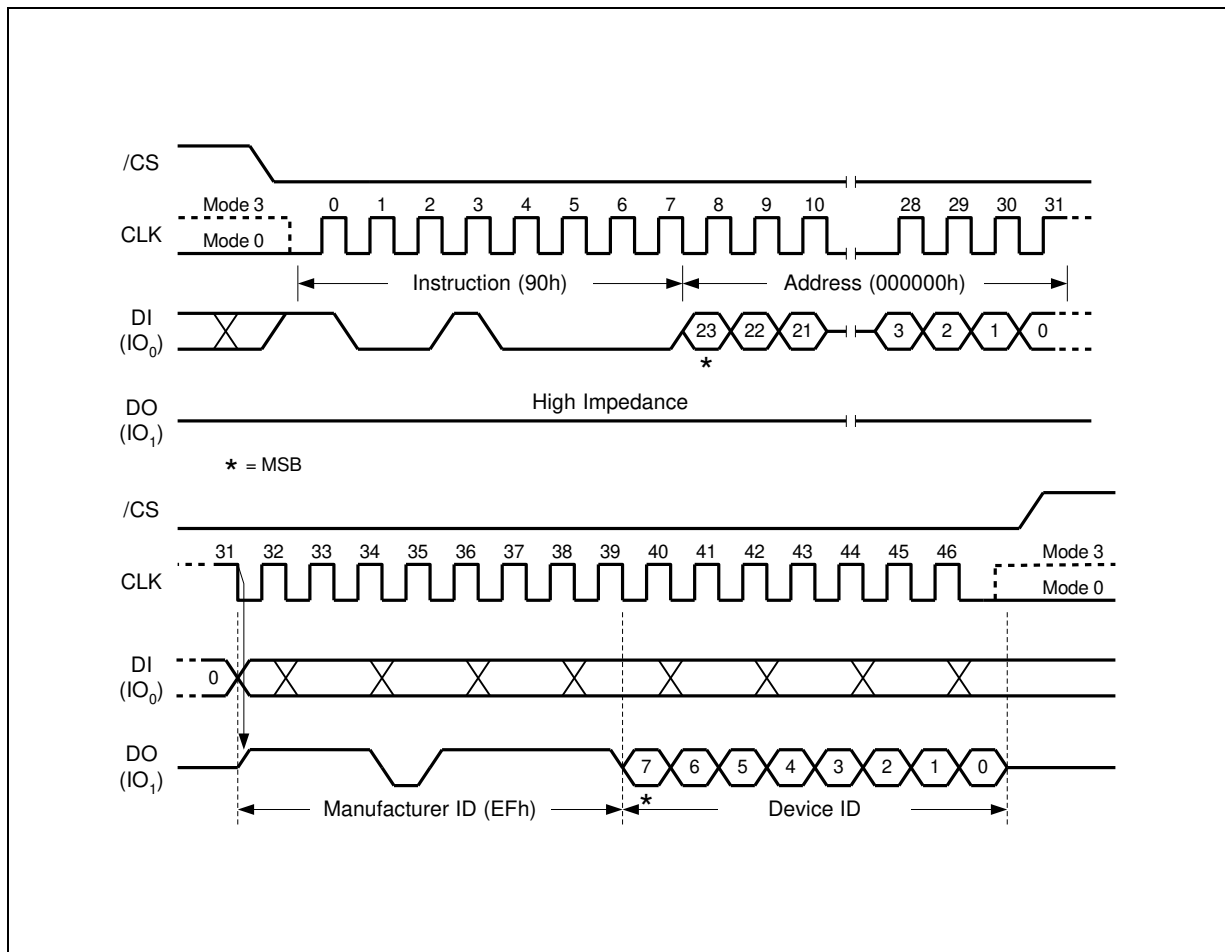 /CS
Mode 3
0 1 2 3 4 5 6 7 8 9 10 28 29 30 31
CLK
Mode 0
Instruction (90h) Address (000000h)
DI
(IO0)
23 22 21 3 2 1 0
*
High Impedance
DO
(IO1)
* = MSB
/CS
31 32 33 34 35 36 37 38 39 40 41 42 43 44 45 46
Mode 3
CLK
Mode 0
DI
(IO0)
0
DO
(IO1)
7 6 5 4 3 2 1 0
*
Manufacturer ID (EFh) Device ID